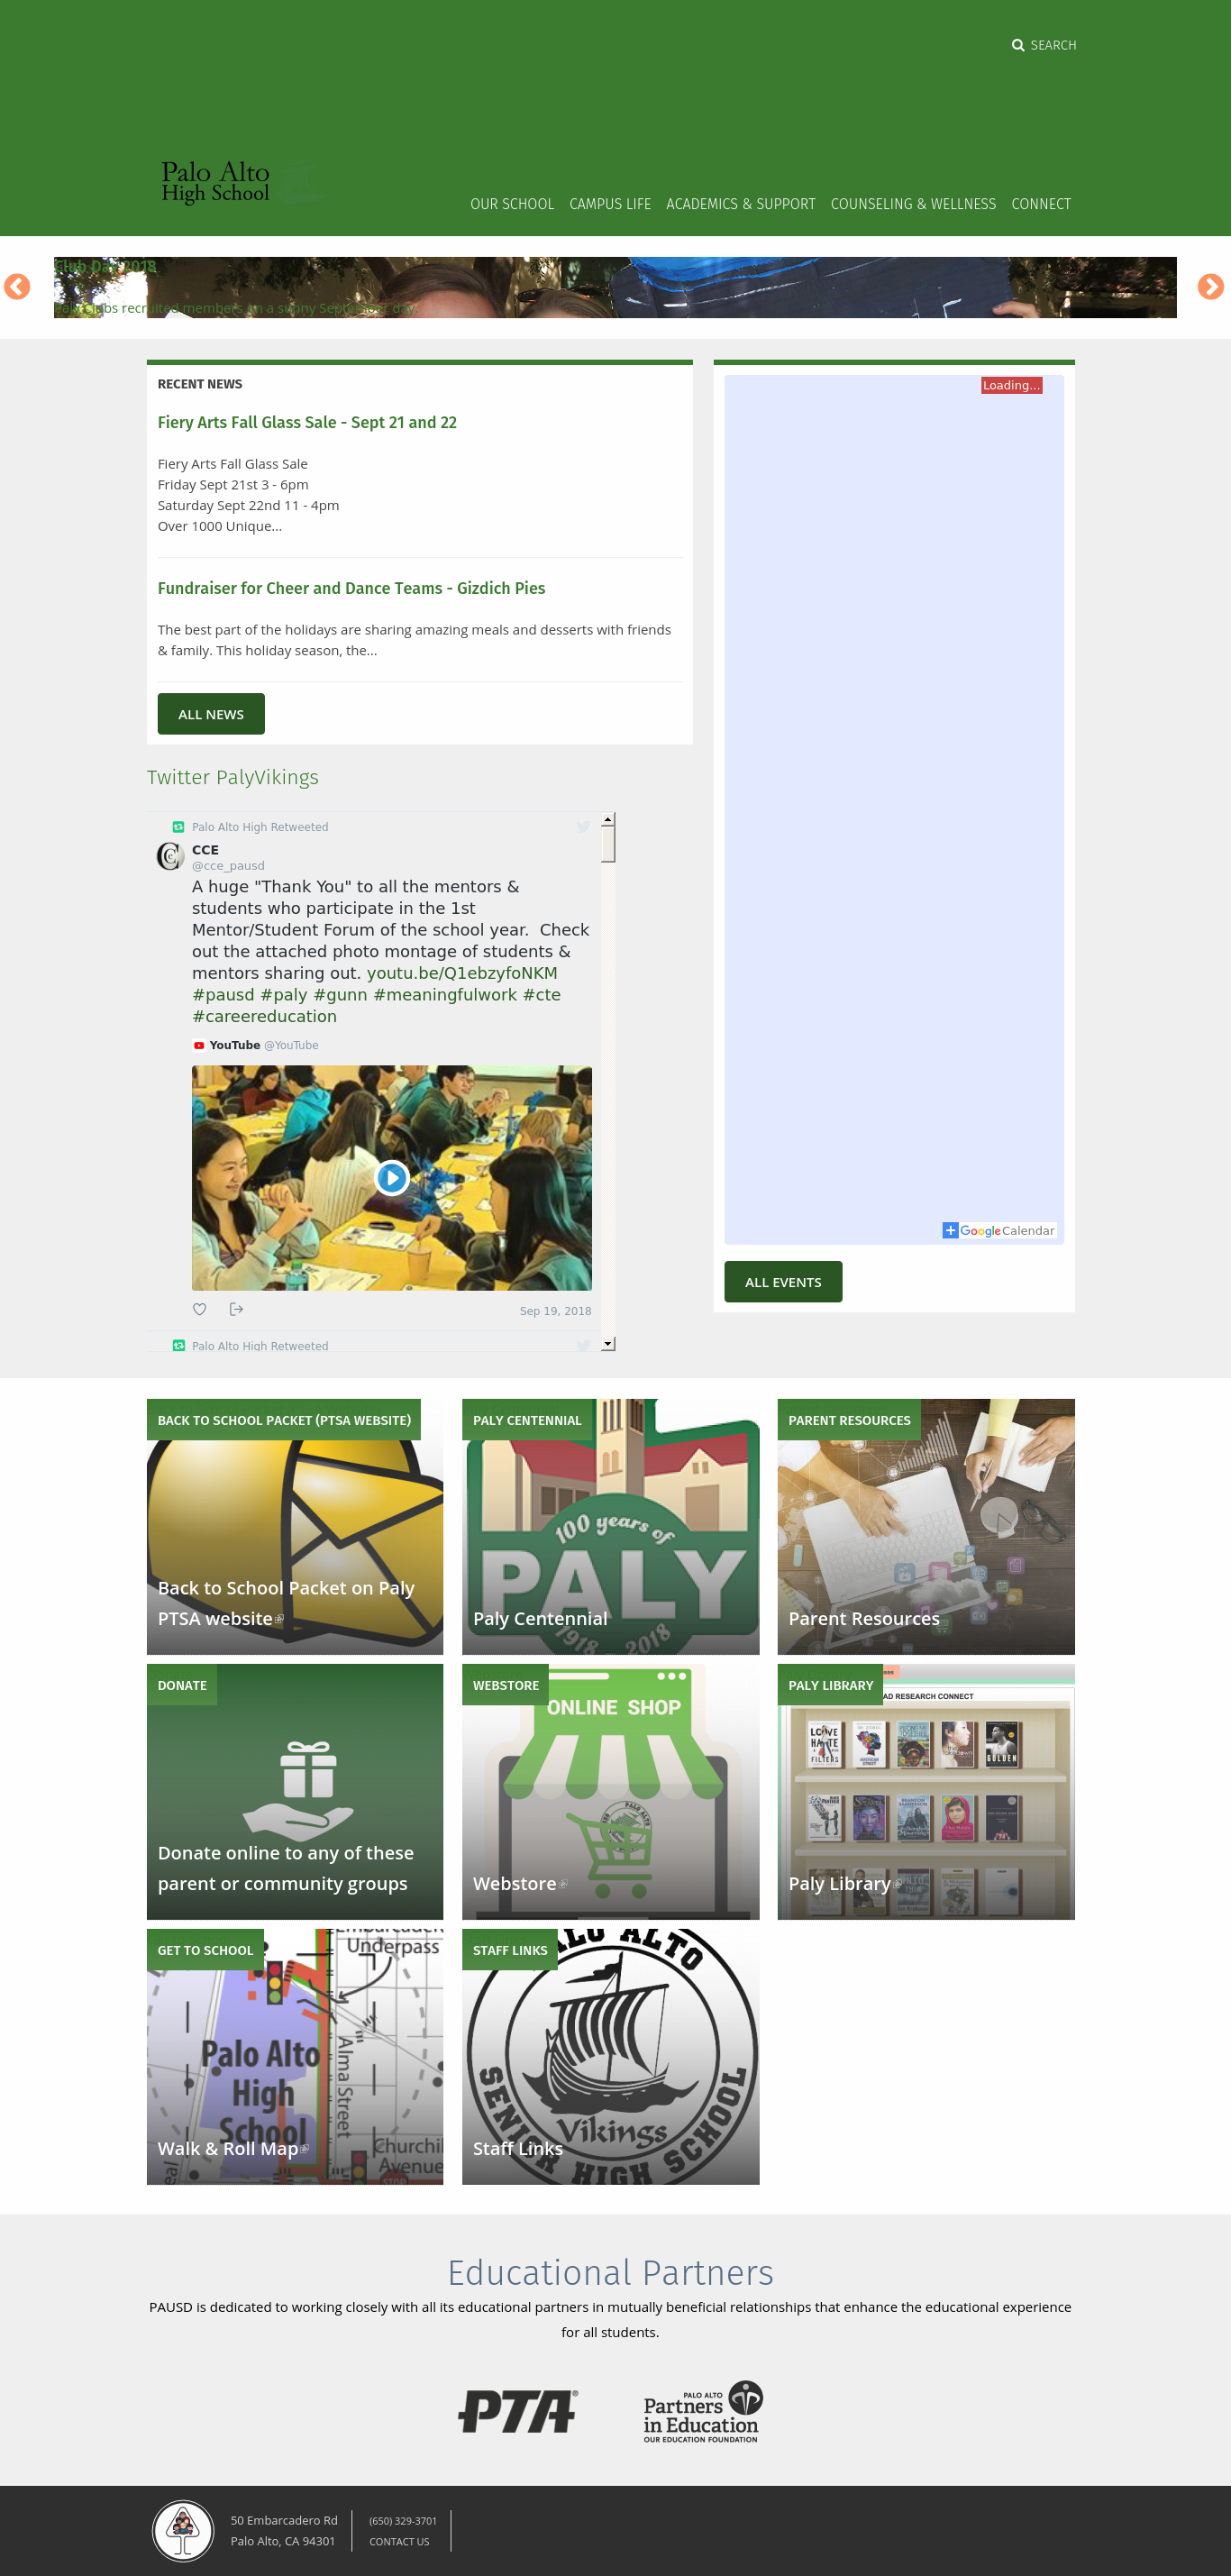 SEARCH
Palo Alto
High School
OUR SCHOOL CAMPUS LIFE ACADEMICS & SUPPORT COUNSELING & WELLNESS CONNECT
Club Day 2018
Paly Clubs recruited members on a sunny September day.
RECENT NEWS
Fiery Arts Fall Glass Sale - Sept 21 and 22
Fiery Arts Fall Glass Sale
Friday Sept 21st 3 - 6pm
Saturday Sept 22nd 11 - 4pm
Over 1000 Unique...
Fundraiser for Cheer and Dance Teams - Gizdich Pies
The best part of the holidays are sharing amazing meals and desserts with friends
& family. This holiday season, the...
ALL NEWS
Loading...
Google Calendar
ALL EVENTS
Twitter PalyVikings
Palo Alto High Retweeted
CCE
@cce_pausd
A huge "Thank You" to all the mentors &
students who participate in the 1st
Mentor/Student Forum of the school year.  Check
out the attached photo montage of students &
mentors sharing out. youtu.be/Q1ebzyfoNKM
#pausd #paly #gunn #meaningfulwork #cte
#careereducation
YouTube @YouTube
Sep 19, 2018
Palo Alto High Retweeted
BACK TO SCHOOL PACKET (PTSA WEBSITE)
Back to School Packet on Paly
PTSA website
PALY CENTENNIAL
100 years of
PALY
1918 - 2018
Paly Centennial
PARENT RESOURCES
Parent Resources
DONATE
Donate online to any of these
parent or community groups
WEBSTORE
ONLINE SHOP
PALO ALTO
Webstore
PALY LIBRARY
AD RESEARCH CONNECT
LOVE
HATE
FILTERS
GOLDEN
Paly Library
GET TO SCHOOL
Embarcadero
Underpass
Palo Alto
High
School
Alma Street
Churchil
Avenue
STOP
Walk & Roll Map
STAFF LINKS
PALO ALTO
Vikings
SENIOR HIGH SCHOOL
Staff Links
Educational Partners
PAUSD is dedicated to working closely with all its educational partners in mutually beneficial relationships that enhance the educational experience
for all students.
PTA®
PALO ALTO
Partners
in Education
OUR EDUCATION FOUNDATION
50 Embarcadero Rd
Palo Alto, CA 94301
(650) 329-3701
CONTACT US